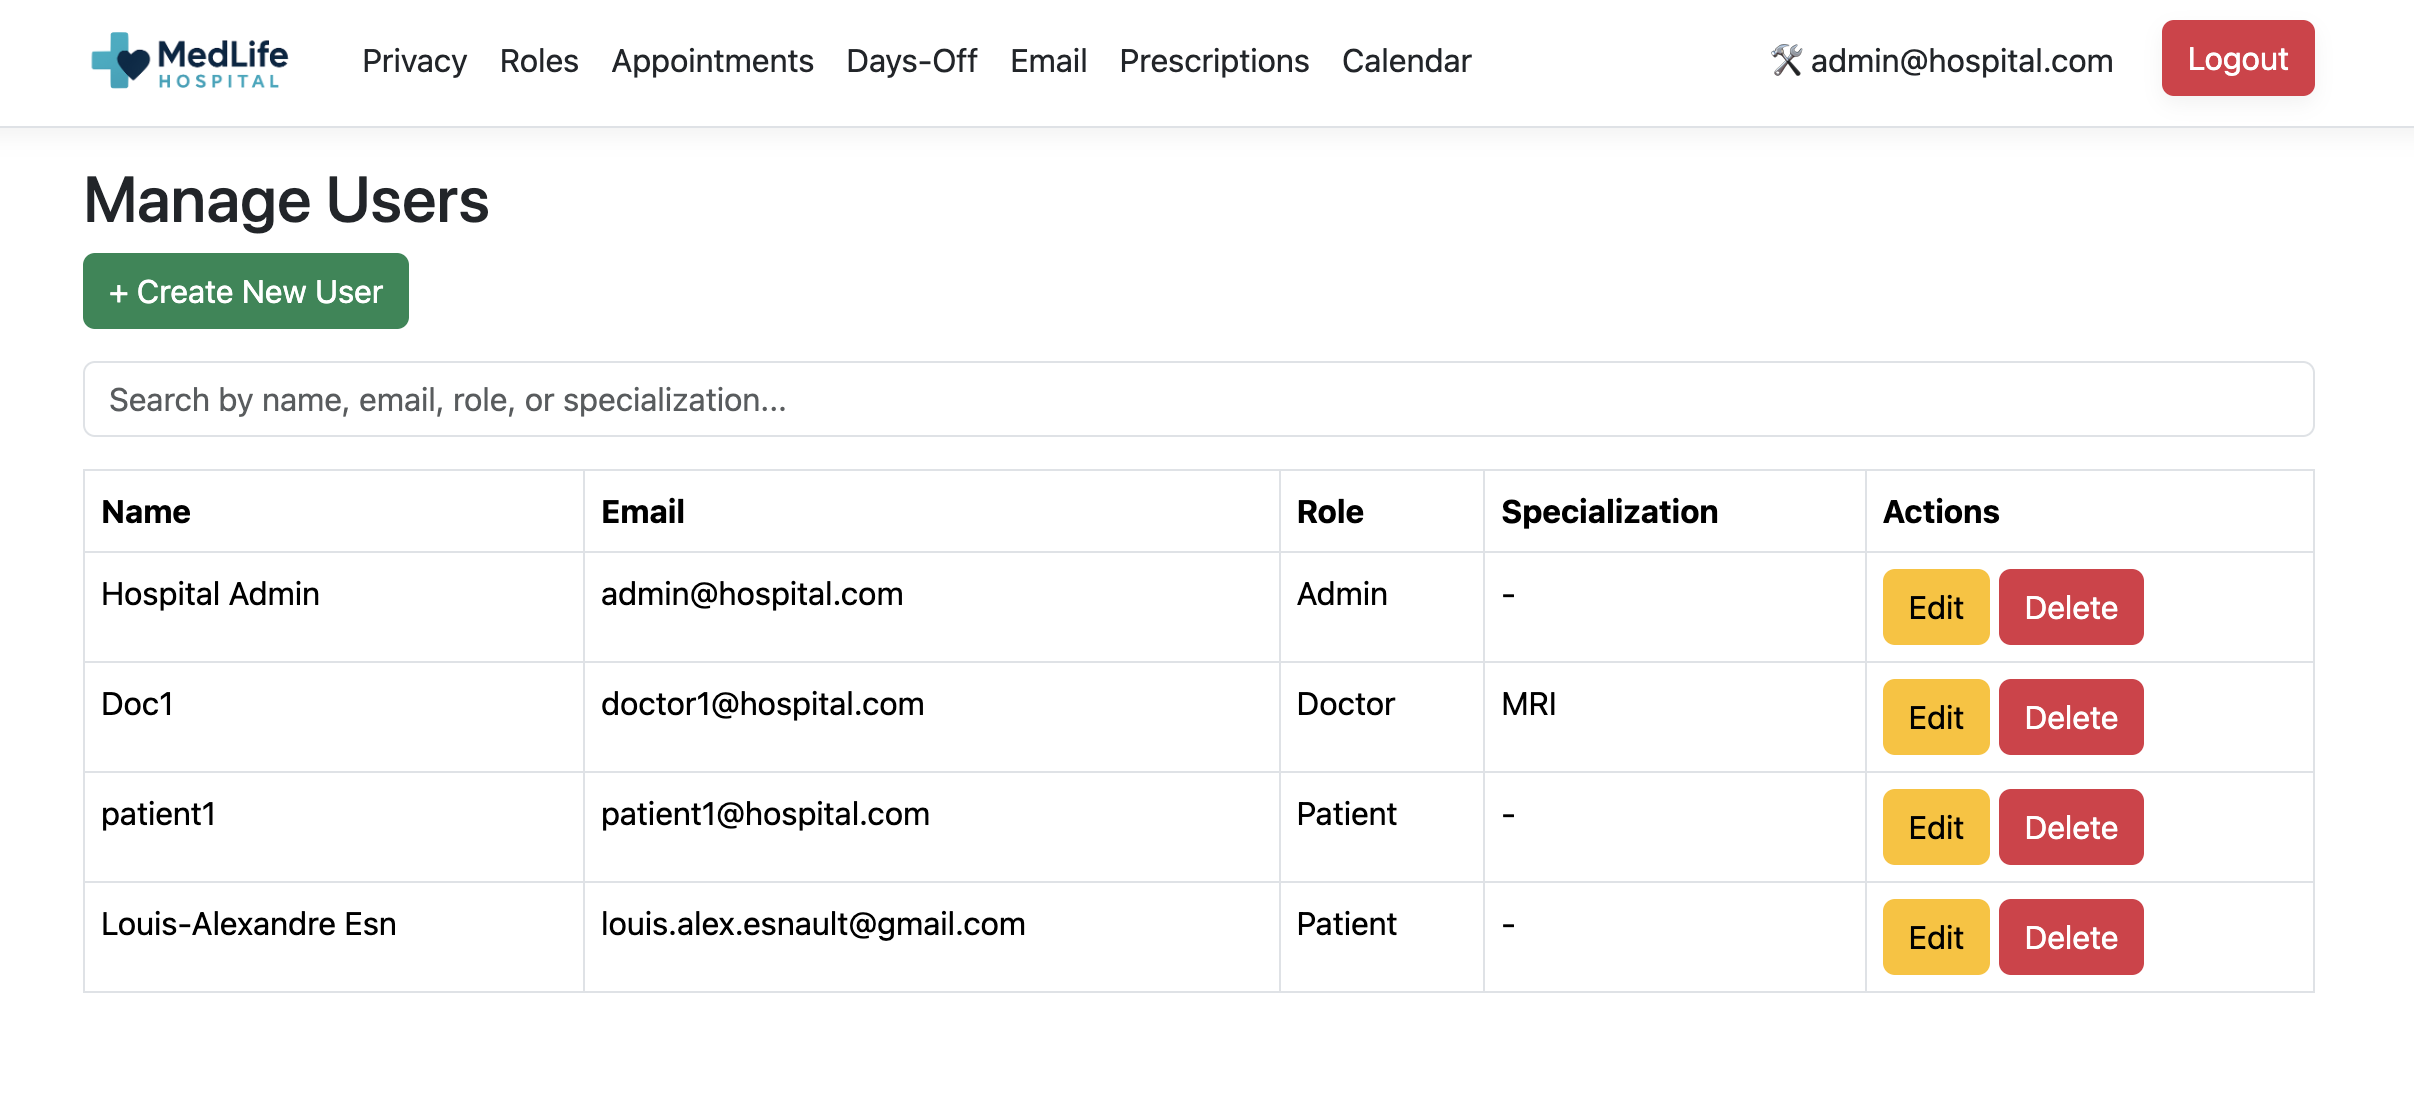 MedLife
HOSPITAL
Privacy Roles Appointments Days-Off Email Prescriptions Calendar
🛠 admin@hospital.com
Logout
Manage Users
+ Create New User
Search by name, email, role, or specialization...
Name Email Role Specialization Actions
Hospital Admin admin@hospital.com Admin - Edit Delete
Doc1 doctor1@hospital.com Doctor MRI Edit Delete
patient1 patient1@hospital.com Patient - Edit Delete
Louis-Alexandre Esn louis.alex.esnault@gmail.com Patient - Edit Delete